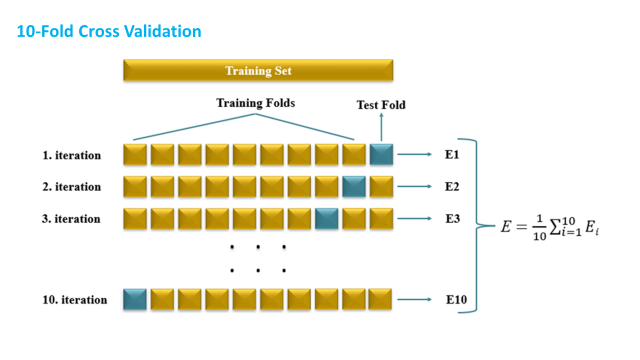 10-Fold Cross Validation
Training Set
Training Folds
Test Fold
1. iteration
E1
2. iteration
E2
3. iteration
E3
. . .
. . .
10. iteration
E10
E = 1/10 ∑_{i=1}^{10} E_i